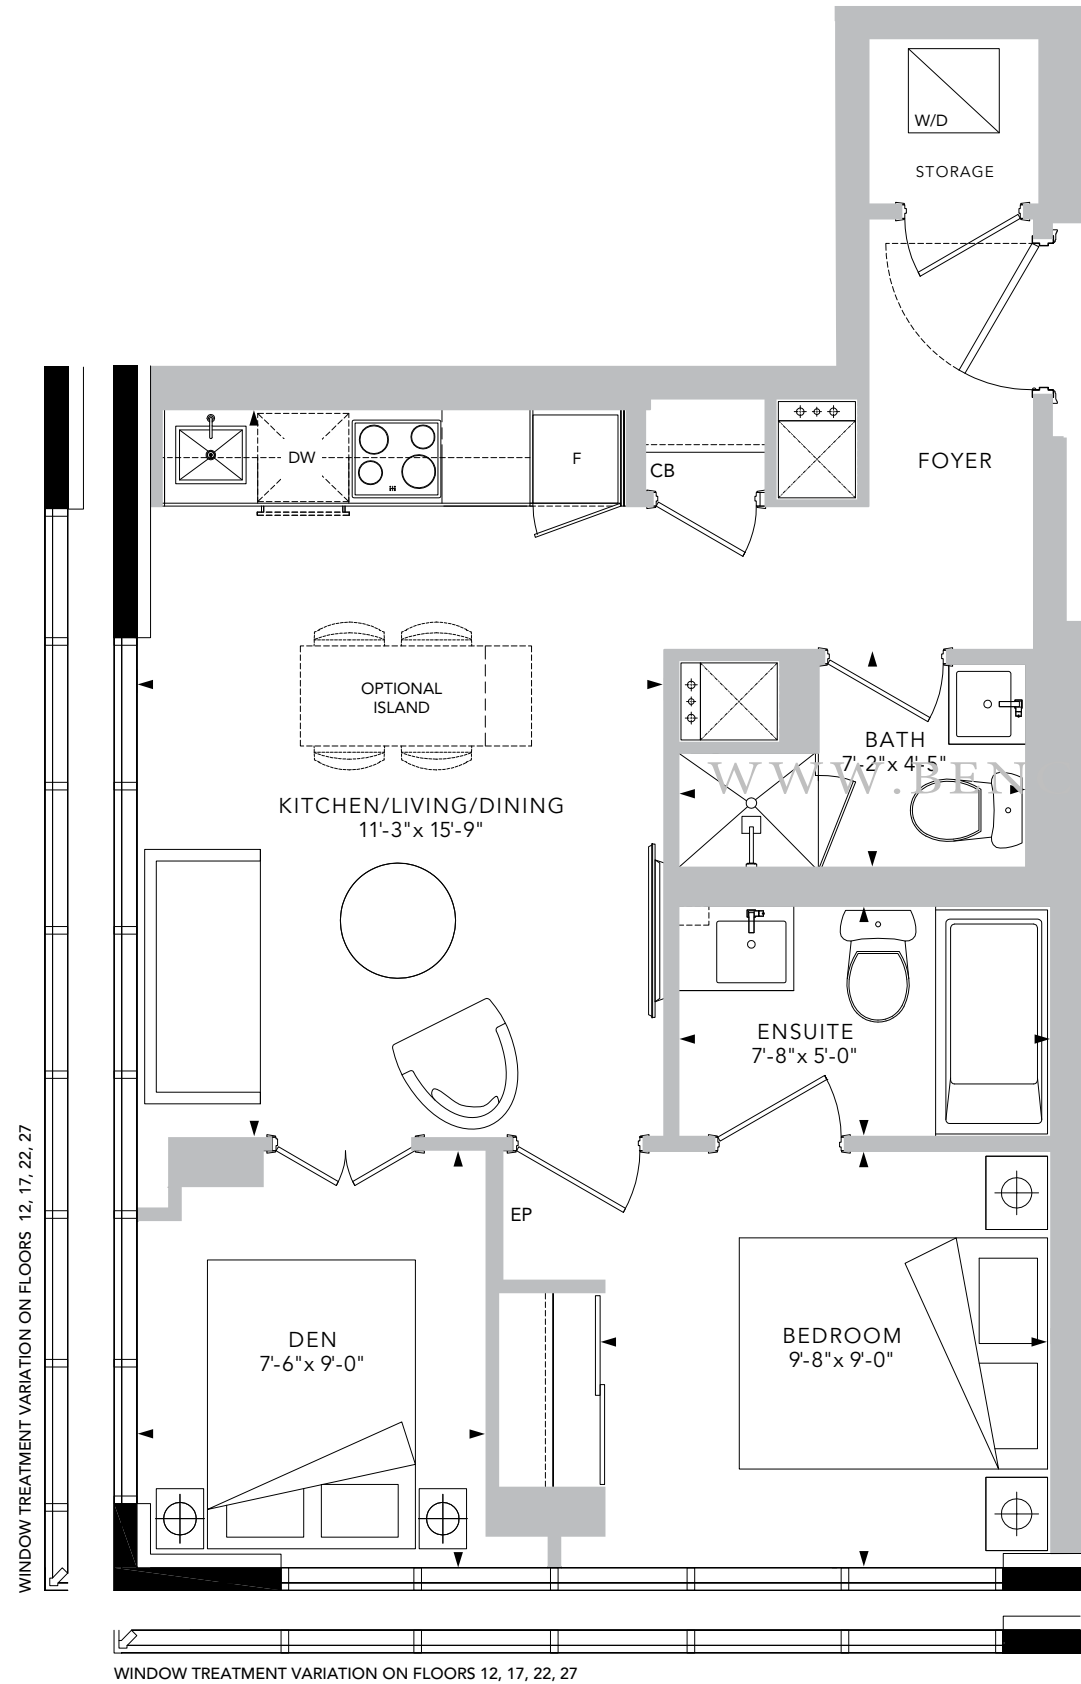 W/D
STORAGE
FOYER
DW
F
CB
OPTIONAL
ISLAND
BATH
7'-2"x 4'-5"
WWW.BEN
KITCHEN/LIVING/DINING
11'-3"x 15'-9"
ENSUITE
7'-8"x 5'-0"
EP
DEN
7'-6"x 9'-0"
BEDROOM
9'-8"x 9'-0"
WINDOW TREATMENT VARIATION ON FLOORS 12, 17, 22, 27
WINDOW TREATMENT VARIATION ON FLOORS 12, 17, 22, 27